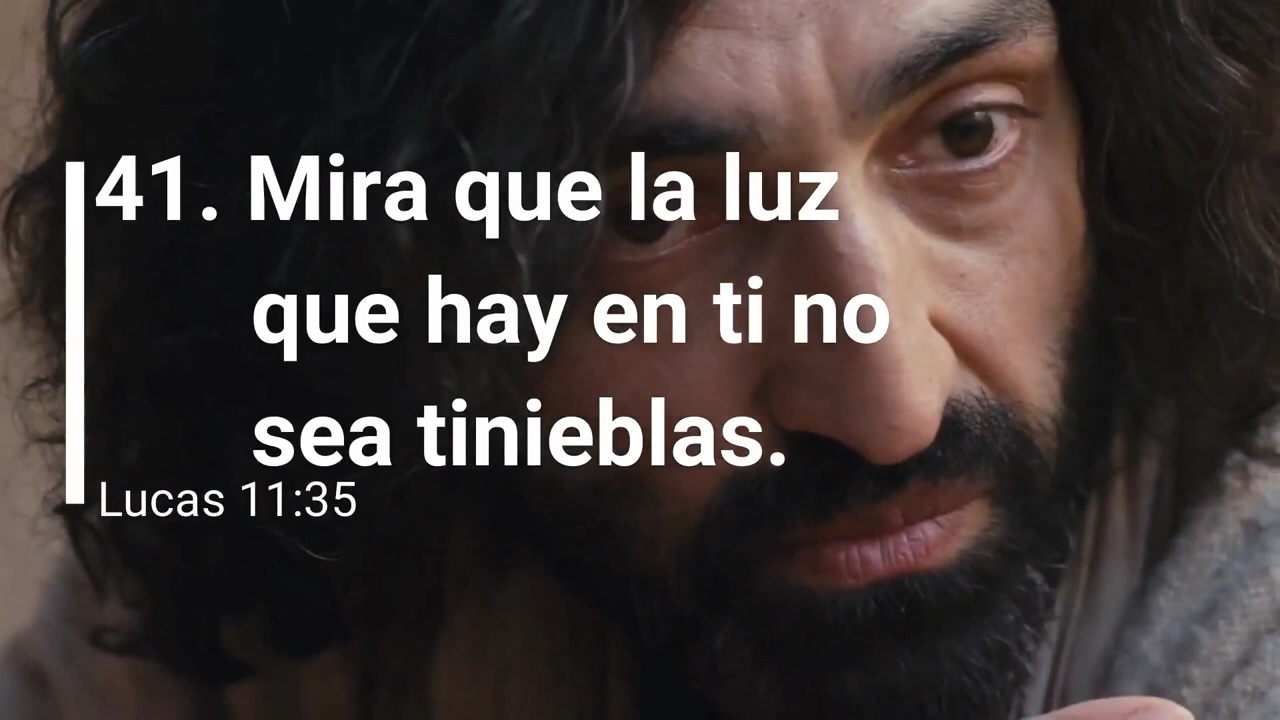 41. Mira que la luz
que hay en ti no
sea tinieblas.
Lucas 11:35